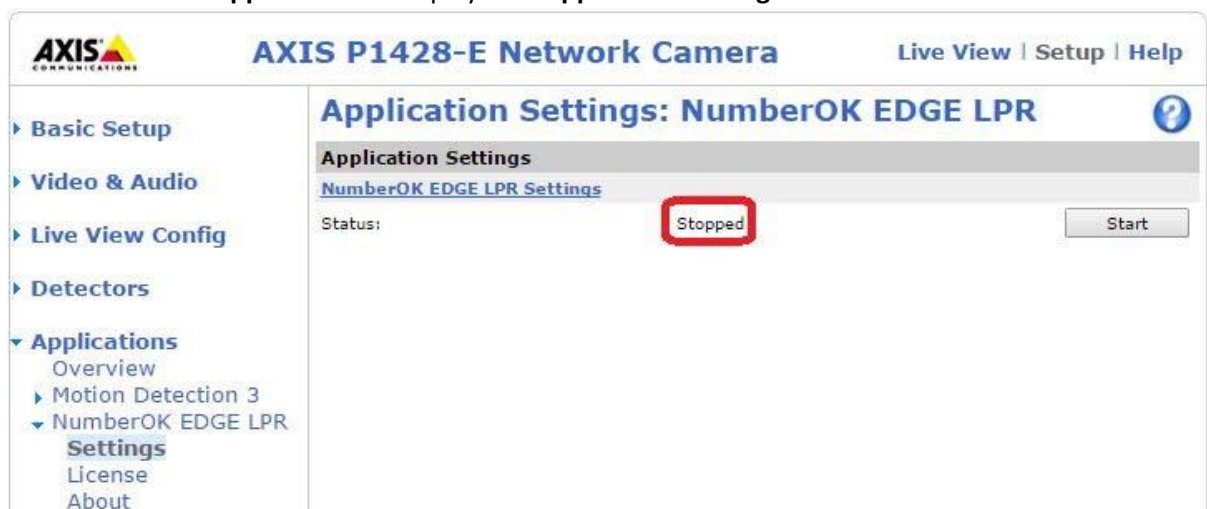 AXIS
COMMUNICATIONS
AXIS P1428-E Network Camera
Live View | Setup | Help
Basic Setup
Video & Audio
Live View Config
Detectors
Applications
Overview
Motion Detection 3
NumberOK EDGE LPR
Settings
License
About
Application Settings: NumberOK EDGE LPR
?
Application Settings
NumberOK EDGE LPR Settings
Status: Stopped Start